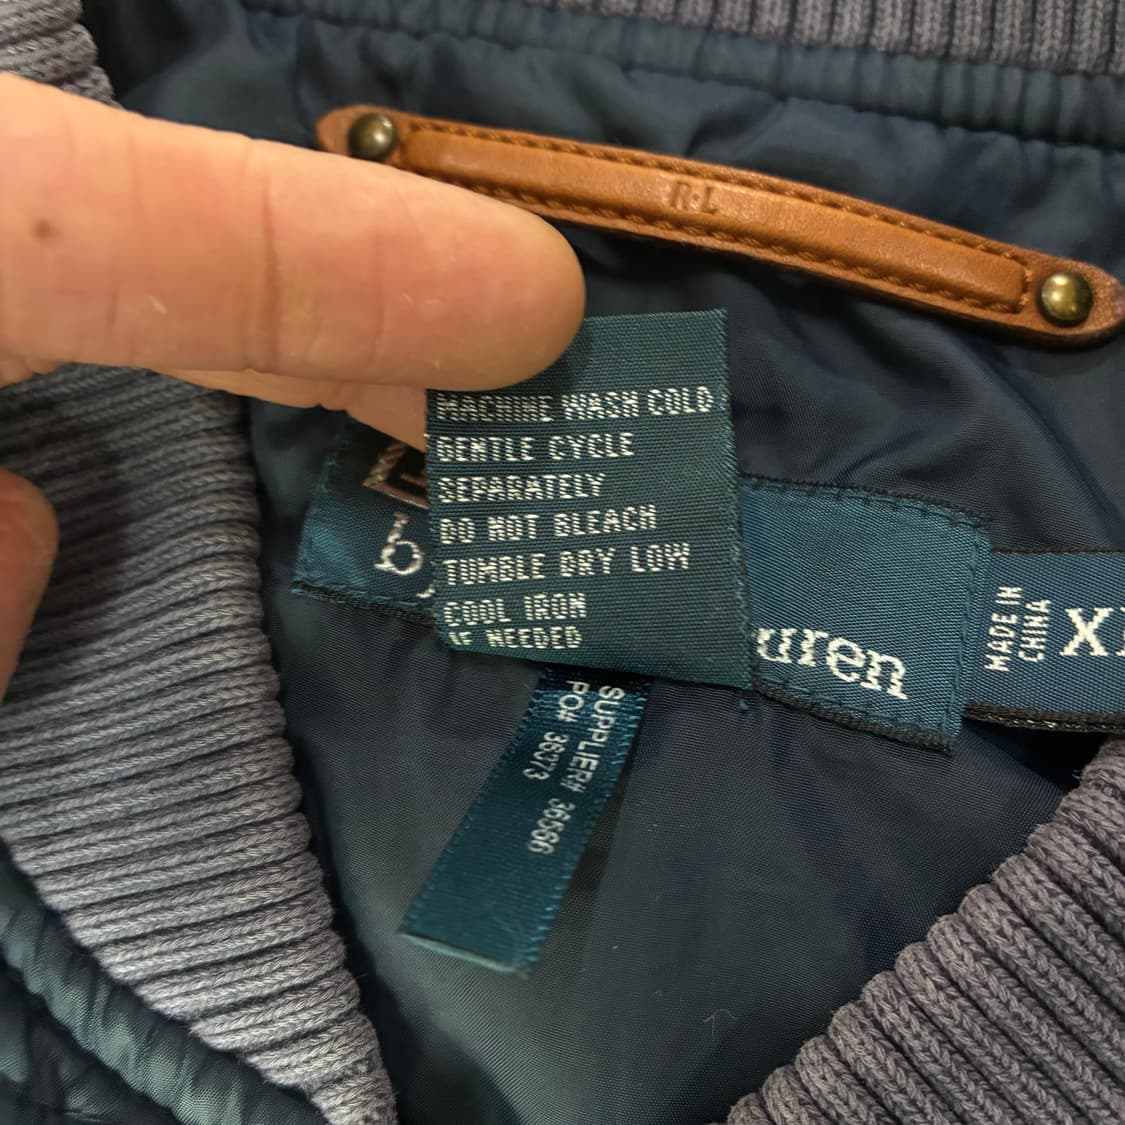 R·L
MACHINE WASH COLD
GENTLE CYCLE
SEPARATELY
DO NOT BLEACH
TUMBLE DRY LOW
COOL IRON
IF NEEDED
b
uren
MADE IN
CHINA
SUPPLIER# 36566
PO# 36073